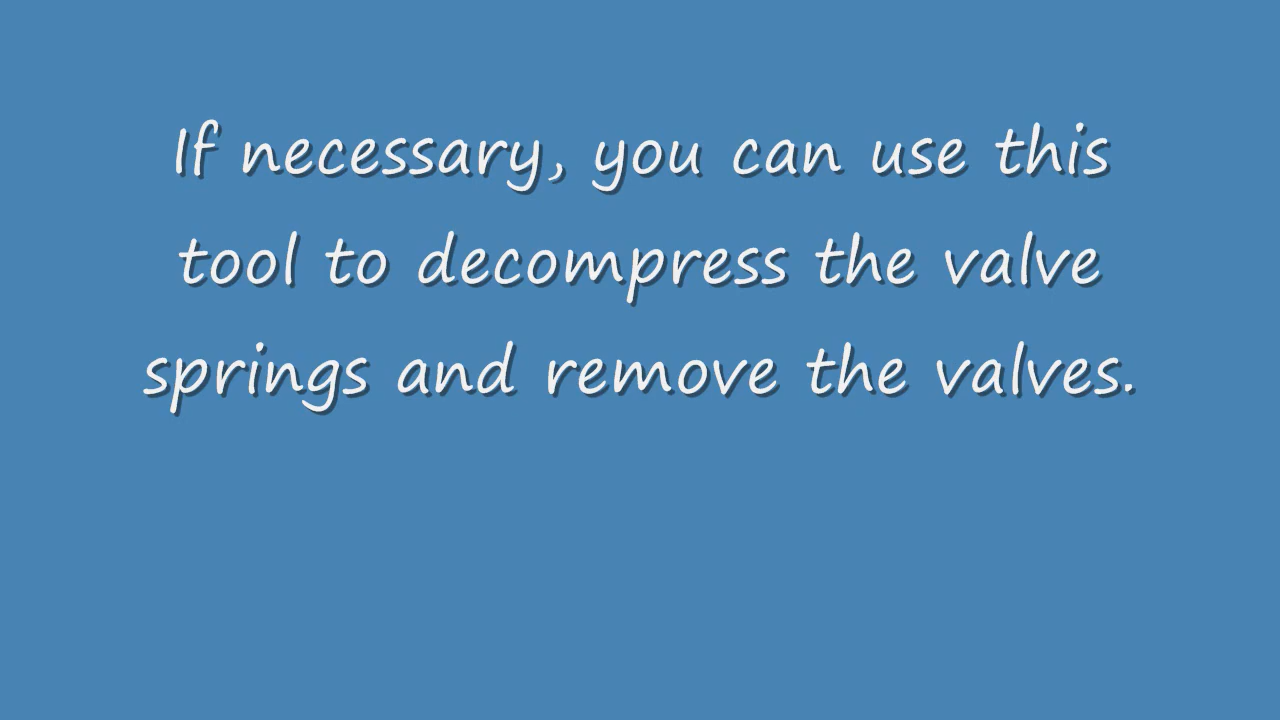 If necessary, you can use this
tool to decompress the valve
springs and remove the valves.